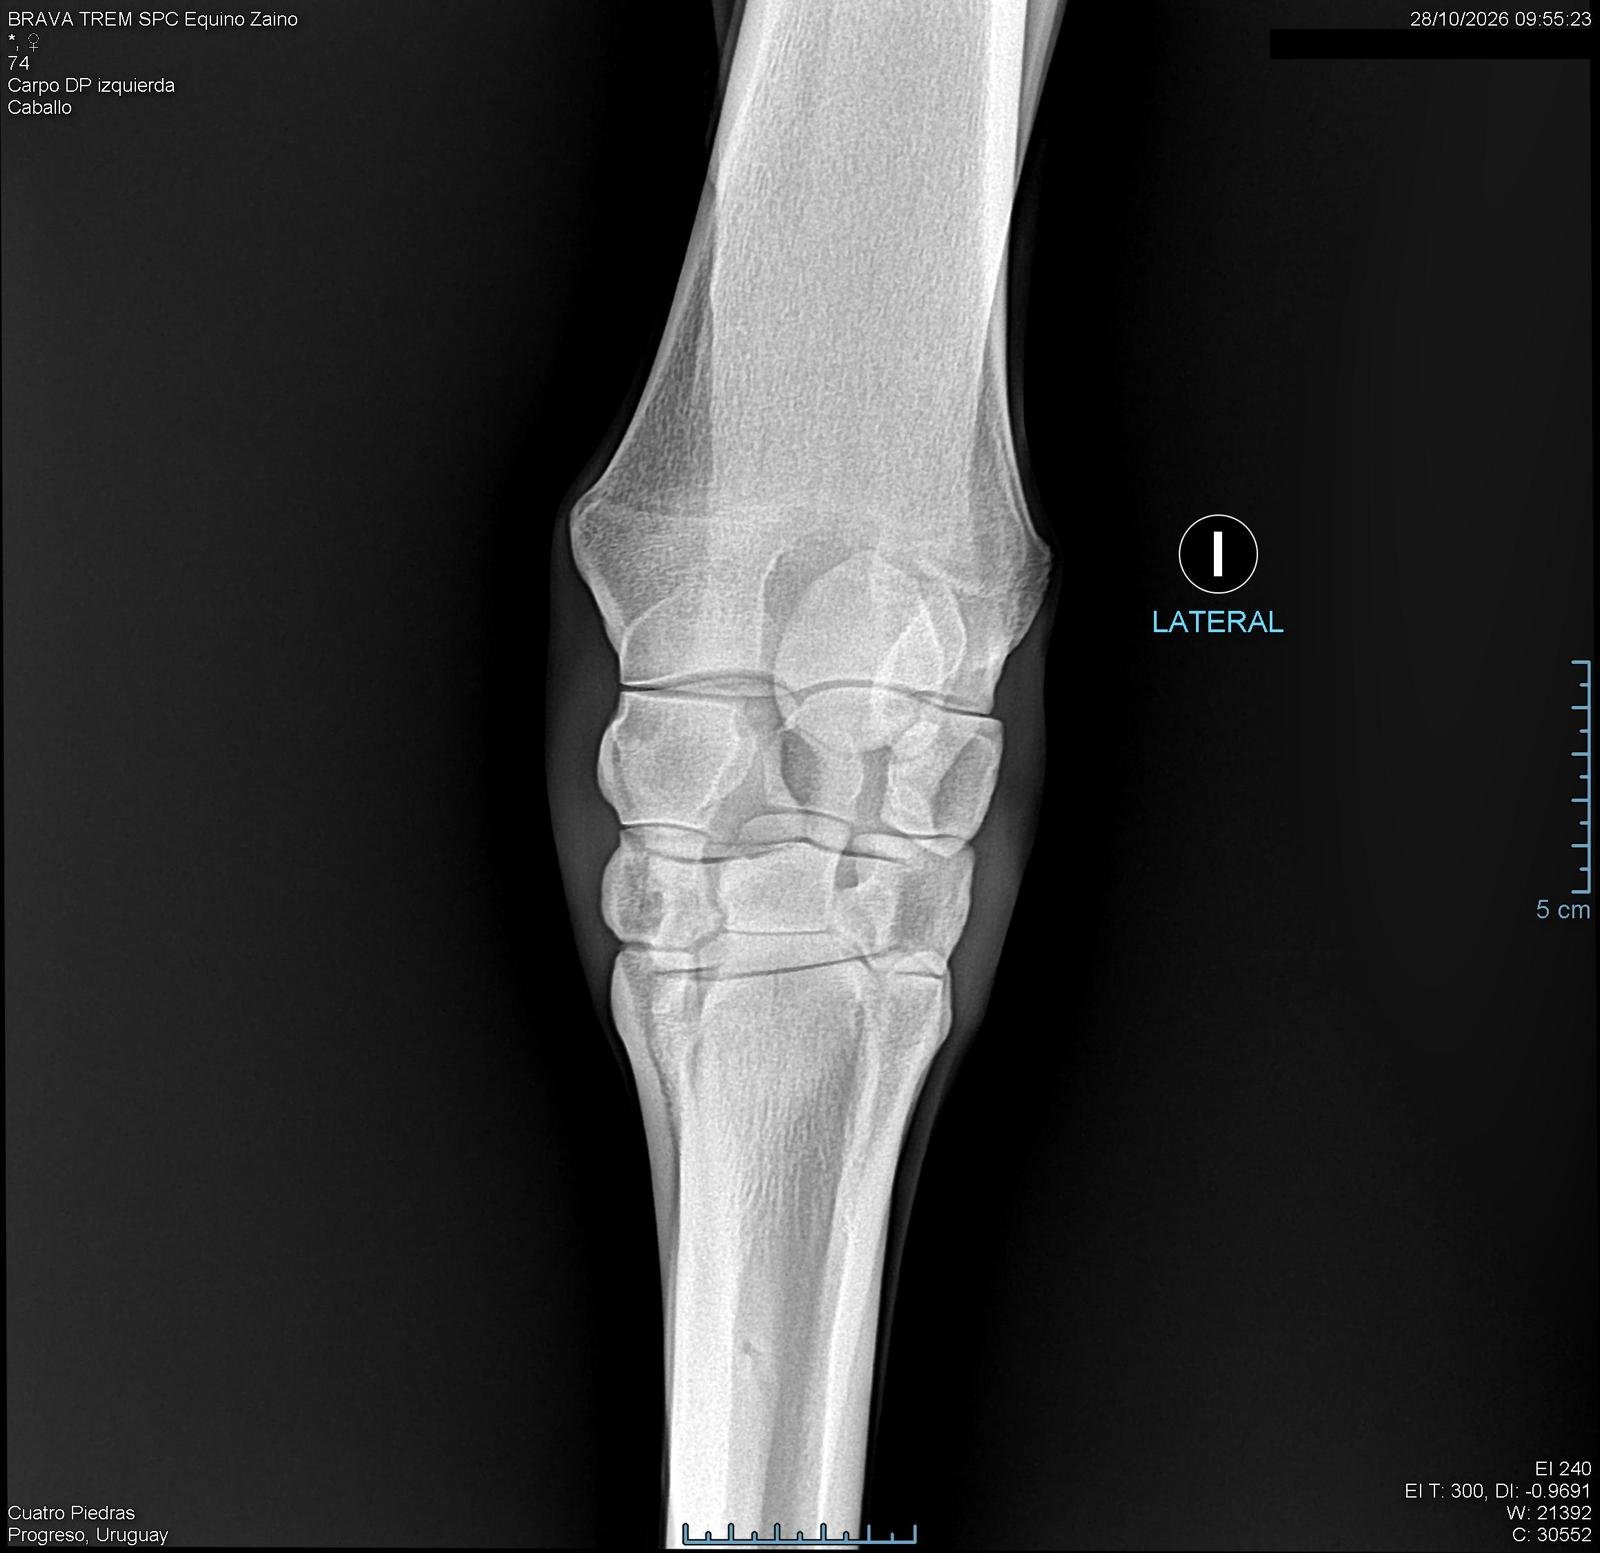 BRAVA TREM SPC Equino Zaino
*, ♀
74
Carpo DP izquierda
Caballo
28/10/2026 09:55:23
I
LATERAL
5 cm
Cuatro Piedras
Progreso, Uruguay
EI 240
EI T: 300, DI: -0.9691
W: 21392
C: 30552